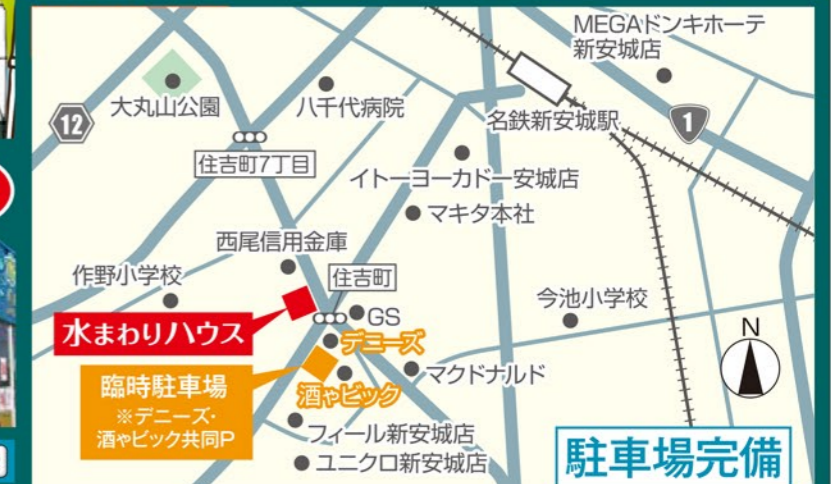 MEGAドンキホーテ
新安城店
大丸山公園
八千代病院
名鉄新安城駅
12
1
住吉町7丁目
イトーヨーカドー安城店
マキタ本社
西尾信用金庫
作野小学校
住吉町
今池小学校
GS
N
水まわりハウス
デニーズ
マクドナルド
臨時駐車場
※デニーズ・
酒ゃビック共同P
酒ゃビック
フィール新安城店
ユニクロ新安城店
駐車場完備